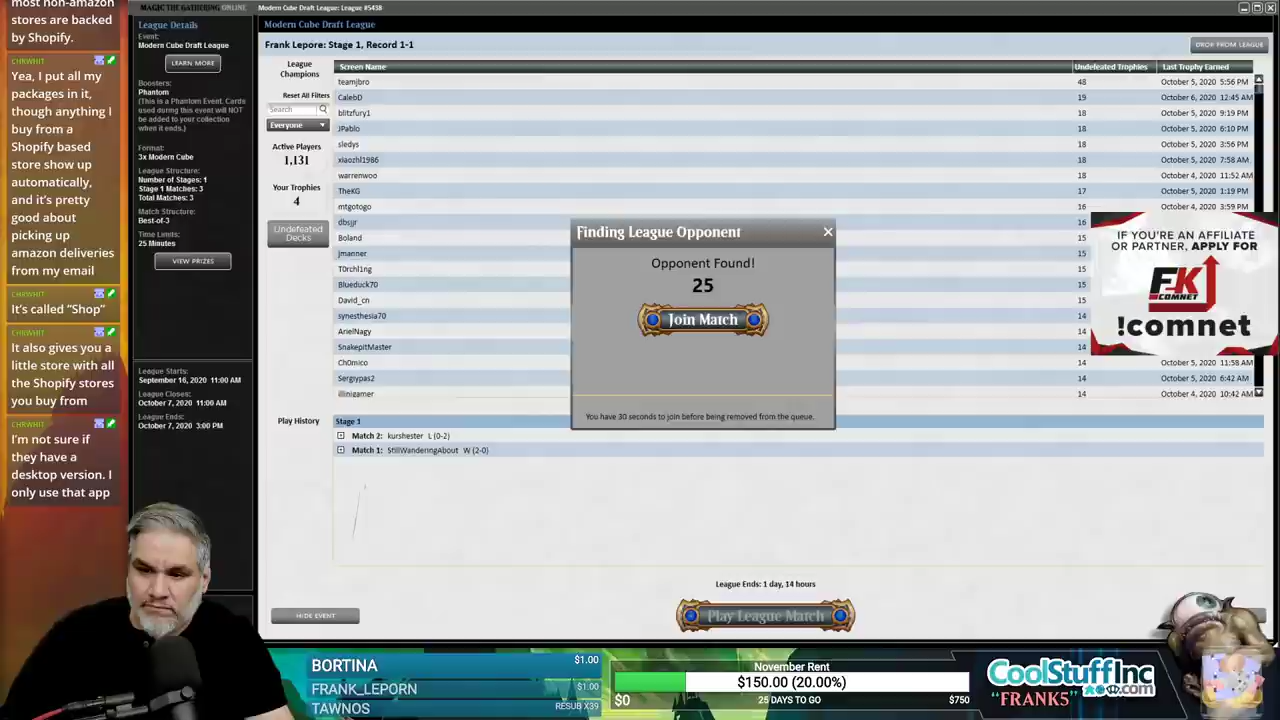 most non-amazon
stores are backed
by Shopify.
CHRWHIT
Yea, I put all my
packages in it,
though anything I
buy from a
Shopify based
store show up
automatically,
and it's pretty
good about
picking up
amazon deliveries
from my email
CHRWHIT
It's called “Shop”
CHRWHIT
It also gives you a
little store with all
the Shopify stores
you buy from
CHRWHIT
I'm not sure if
they have a
desktop version. I
only use that app
MAGIC THE GATHERING ONLINE
Modern Cube Draft League: League #5438
League Details
Event:
Modern Cube Draft League
LEARN MORE
Boosters:
Phantom
(This is a Phantom Event. Cards
used during this event will NOT
be added to your collection
when it ends.)
Format:
3x Modern Cube
League Structure:
Number of Stages: 1
Stage 1 Matches: 3
Total Matches: 3
Match Structure:
Best-of-3
Time Limits:
25 Minutes
VIEW PRIZES
League Starts:
September 16, 2020 11:00 AM
League Closes:
October 7, 2020 11:00 AM
League Ends:
October 7, 2020 3:00 PM
Modern Cube Draft League
Frank Lepore: Stage 1, Record 1-1
DROP FROM LEAGUE
League
Champions
Reset All Filters
Search
Everyone
Active Players
1,131
Your Trophies
4
Undefeated
Decks
Screen Name Undefeated Trophies Last Trophy Earned
teamjbro 48 October 5, 2020 5:56 PM
CalebD 19 October 6, 2020 12:45 AM
blitzfury1 18 October 5, 2020 9:19 PM
JPablo 18 October 5, 2020 6:10 PM
sledys 18 October 5, 2020 3:56 PM
xiaozhl1986 18 October 5, 2020 7:58 AM
warrenwoo 18 October 4, 2020 11:52 AM
TheKG 17 October 5, 2020 1:19 PM
mtgotogo 16 October 4, 2020 3:59 PM
dbsjjr 16
Boland 15
jmanner 15
T0rchl1ng 15
Blueduck70 15
David_cn 15
synesthesia70 14
ArielNagy 14
SnakepitMaster 14
Ch0mico 14 October 5, 2020 11:58 AM
Sergiypas2 14 October 5, 2020 6:42 AM
illinigamer 14 October 4, 2020 10:42 AM
Finding League Opponent
Opponent Found!
25
Join Match
You have 30 seconds to join before being removed from the queue.
IF YOU'RE AN AFFILIATE
OR PARTNER, APPLY FOR
COMNET
!comnet
Play History
Stage 1
Match 2: kurshester L (0-2)
Match 1: StillWanderingAbout W (2-0)
League Ends: 1 day, 14 hours
HIDE EVENT
Play League Match
BORTINA $1.00
FRANK_LEPORN $1.00
TAWNOS RESUB X39
November Rent
$150.00 (20.00%)
$0 25 DAYS TO GO $750
CoolStuffInc
.com
"FRANK5"